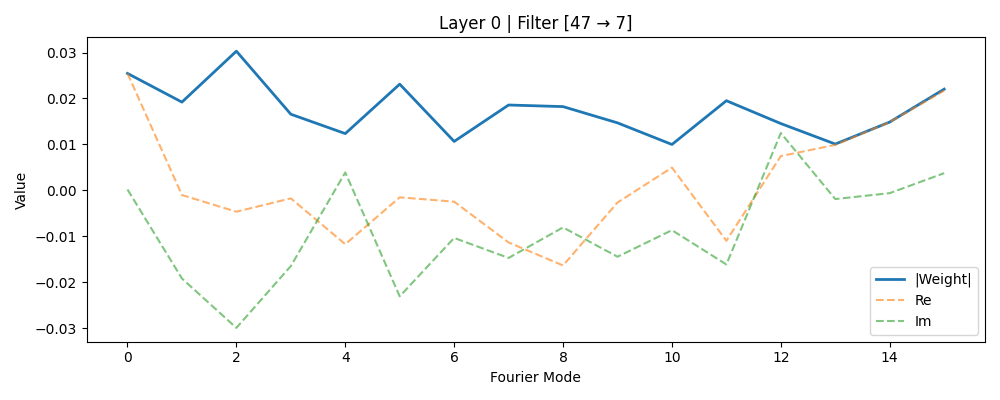 Layer 0 | Filter [47 → 7]
0.03
0.02
0.01
0.00
−0.01
−0.02
−0.03
Value
|Weight|
Re
Im
0 2 4 6 8 10 12 14
Fourier Mode